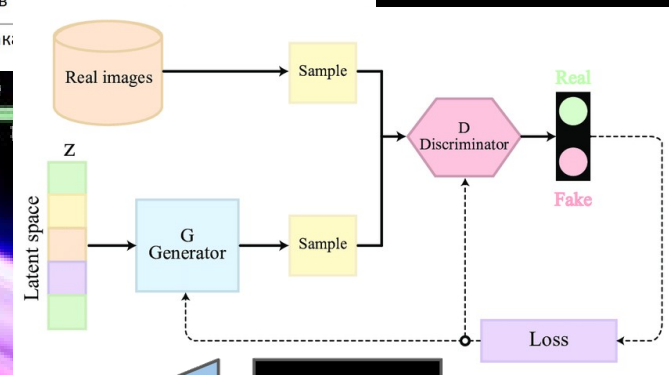 в
Real images
Sample
Real
D
Discriminator
Fake
Z
Latent space
G
Generator
Sample
Loss